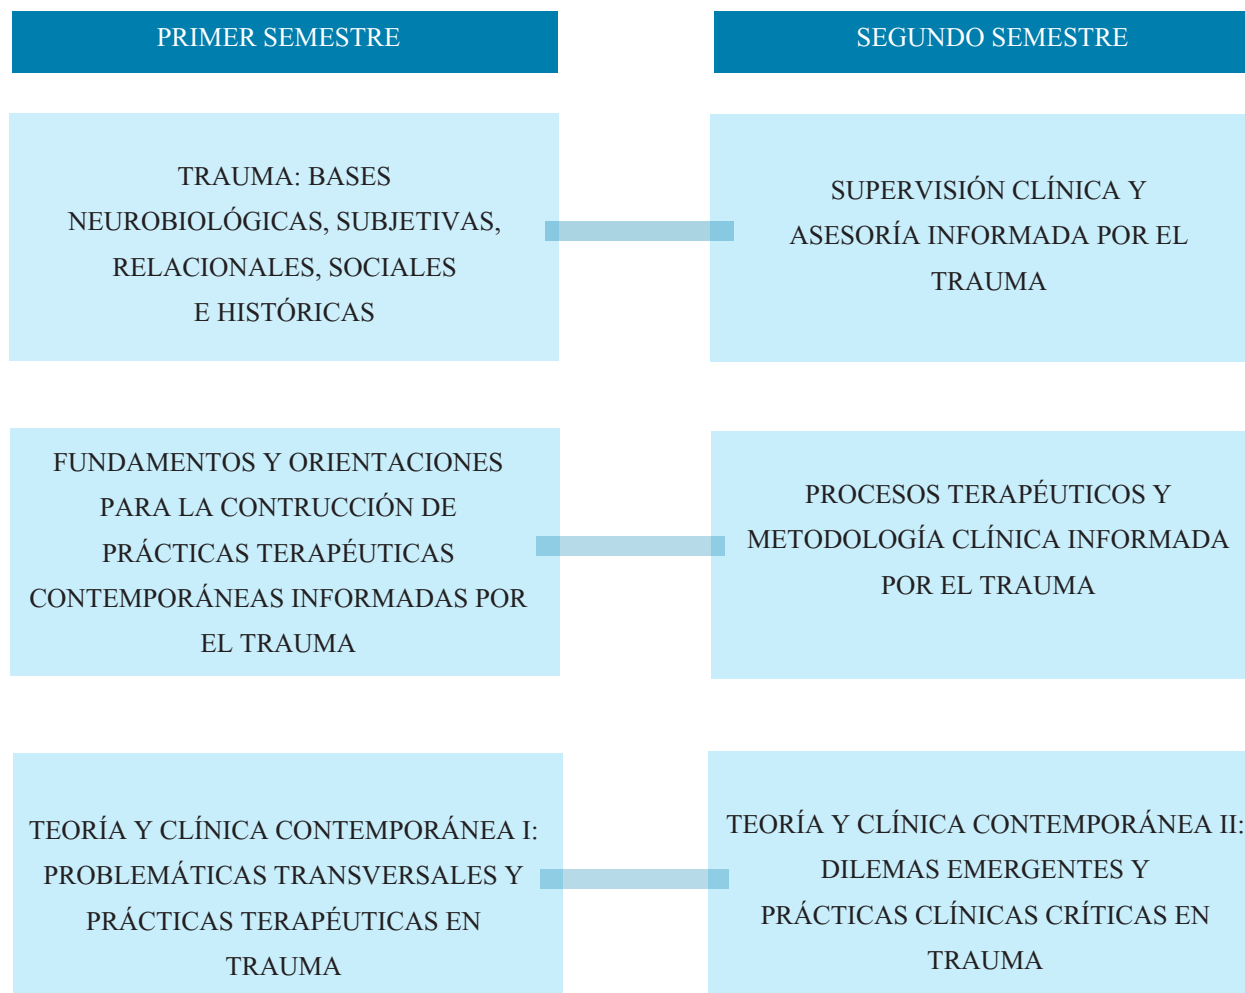 PRIMER SEMESTRE
SEGUNDO SEMESTRE
TRAUMA: BASES
NEUROBIOLÓGICAS, SUBJETIVAS,
RELACIONALES, SOCIALES
E HISTÓRICAS
SUPERVISIÓN CLÍNICA Y
ASESORÍA INFORMADA POR EL
TRAUMA
FUNDAMENTOS Y ORIENTACIONES
PARA LA CONTRUCCIÓN DE
PRÁCTICAS TERAPÉUTICAS
CONTEMPORÁNEAS INFORMADAS POR
EL TRAUMA
PROCESOS TERAPÉUTICOS Y
METODOLOGÍA CLÍNICA INFORMADA
POR EL TRAUMA
TEORÍA Y CLÍNICA CONTEMPORÁNEA I:
PROBLEMÁTICAS TRANSVERSALES Y
PRÁCTICAS TERAPÉUTICAS EN
TRAUMA
TEORÍA Y CLÍNICA CONTEMPORÁNEA II:
DILEMAS EMERGENTES Y
PRÁCTICAS CLÍNICAS CRÍTICAS EN
TRAUMA